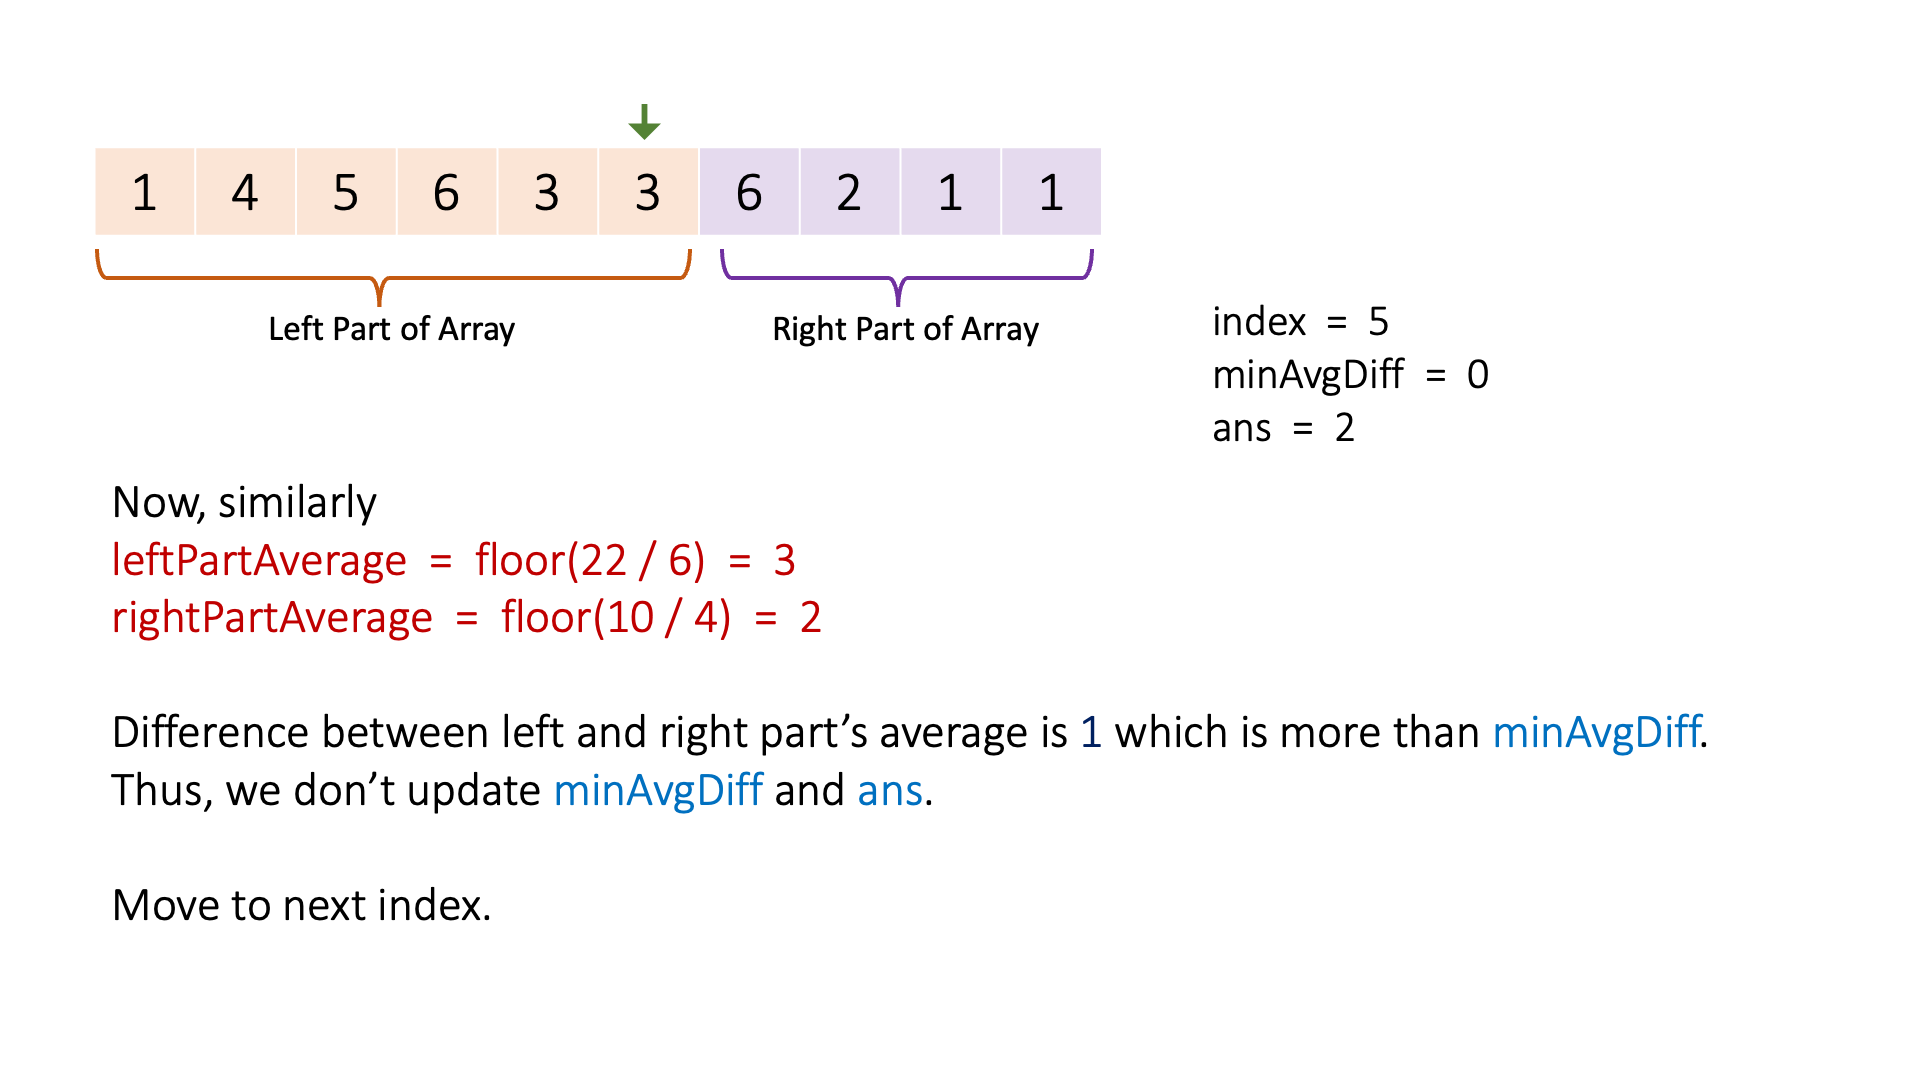 1 4 5 6 3 3 6 2 1 1
Left Part of Array
Right Part of Array
index = 5
minAvgDiff = 0
ans = 2
Now, similarly
leftPartAverage = floor(22 / 6) = 3
rightPartAverage = floor(10 / 4) = 2
Difference between left and right part’s average is 1 which is more than minAvgDiff.
Thus, we don’t update minAvgDiff and ans.
Move to next index.